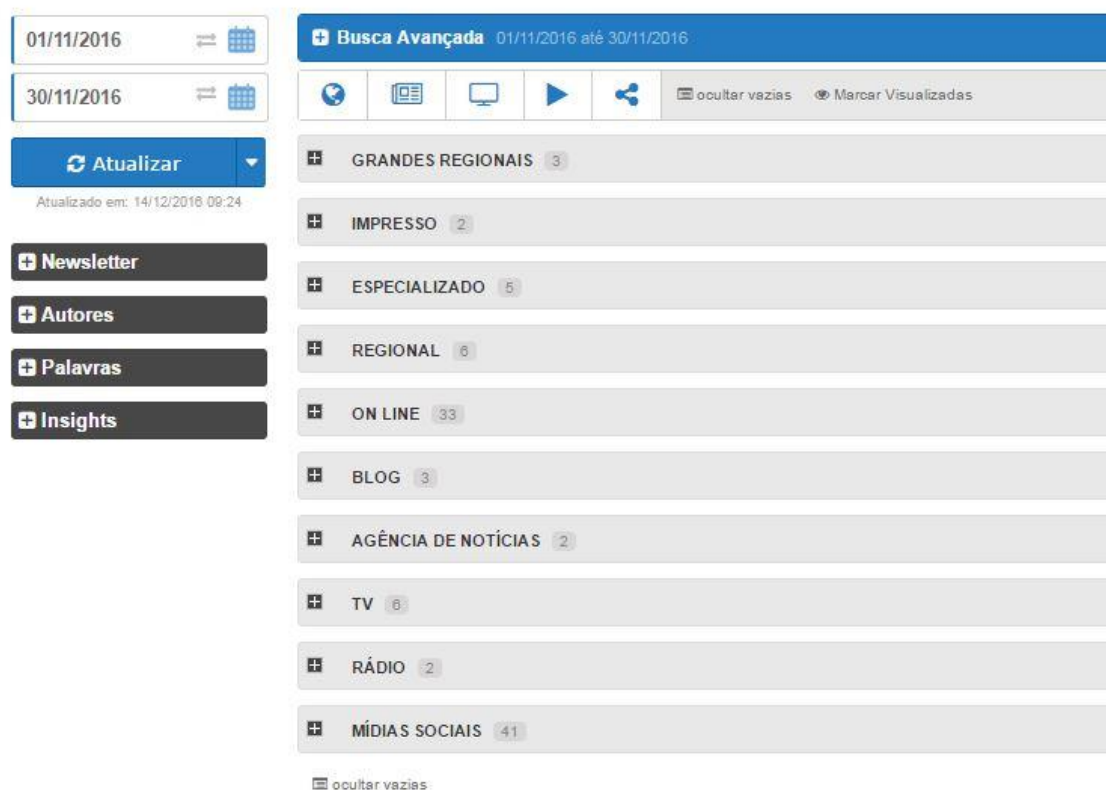 01/11/2016
30/11/2016
Atualizar
Atualizado em: 14/12/2016 09:24
Newsletter
Autores
Palavras
Insights
Busca Avançada 01/11/2016 até 30/11/2016
ocultar vazias Marcar Visualizadas
GRANDES REGIONAIS 3
IMPRESSO 2
ESPECIALIZADO 5
REGIONAL 6
ON LINE 33
BLOG 3
AGÊNCIA DE NOTÍCIAS 2
TV 6
RÁDIO 2
MÍDIAS SOCIAIS 41
ocultar vazias